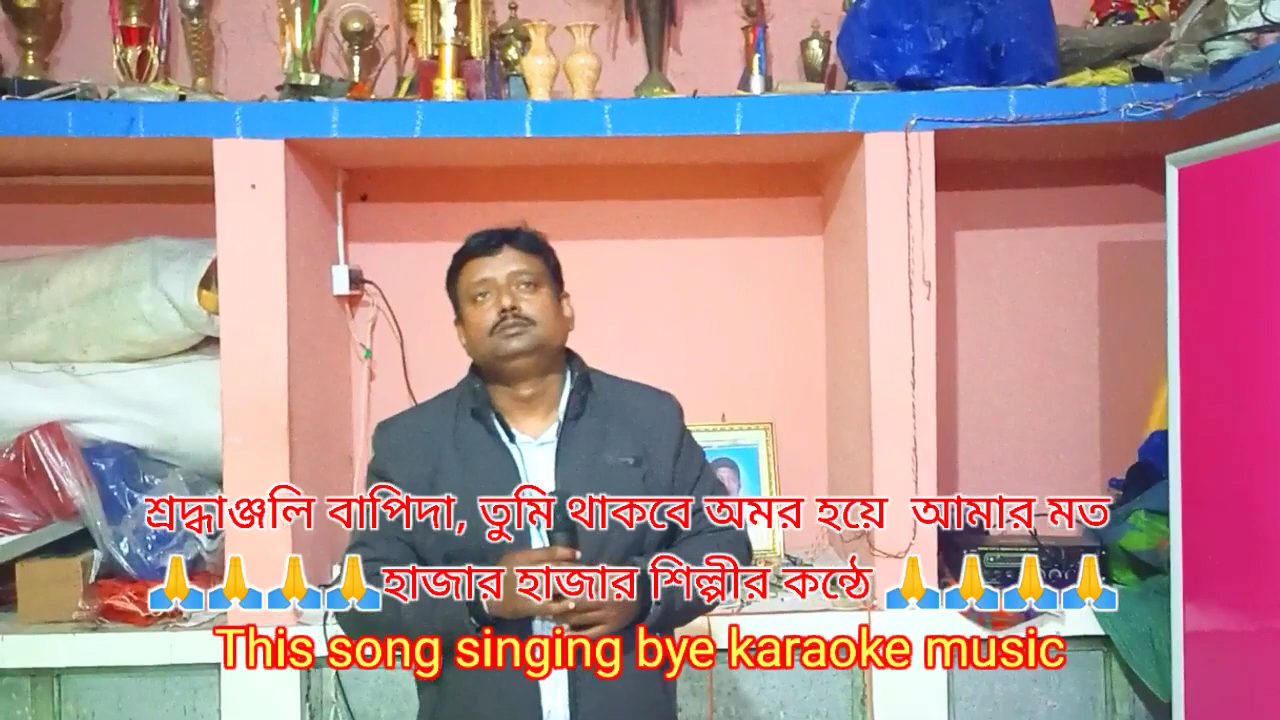 শ্রদ্ধাঞ্জলি বাপিদা, তুমি থাকবে অমর হয়ে আমার মত
🙏🙏🙏🙏হাজার হাজার শিল্পীর কন্ঠে 🙏🙏🙏🙏
This song singing bye karaoke music